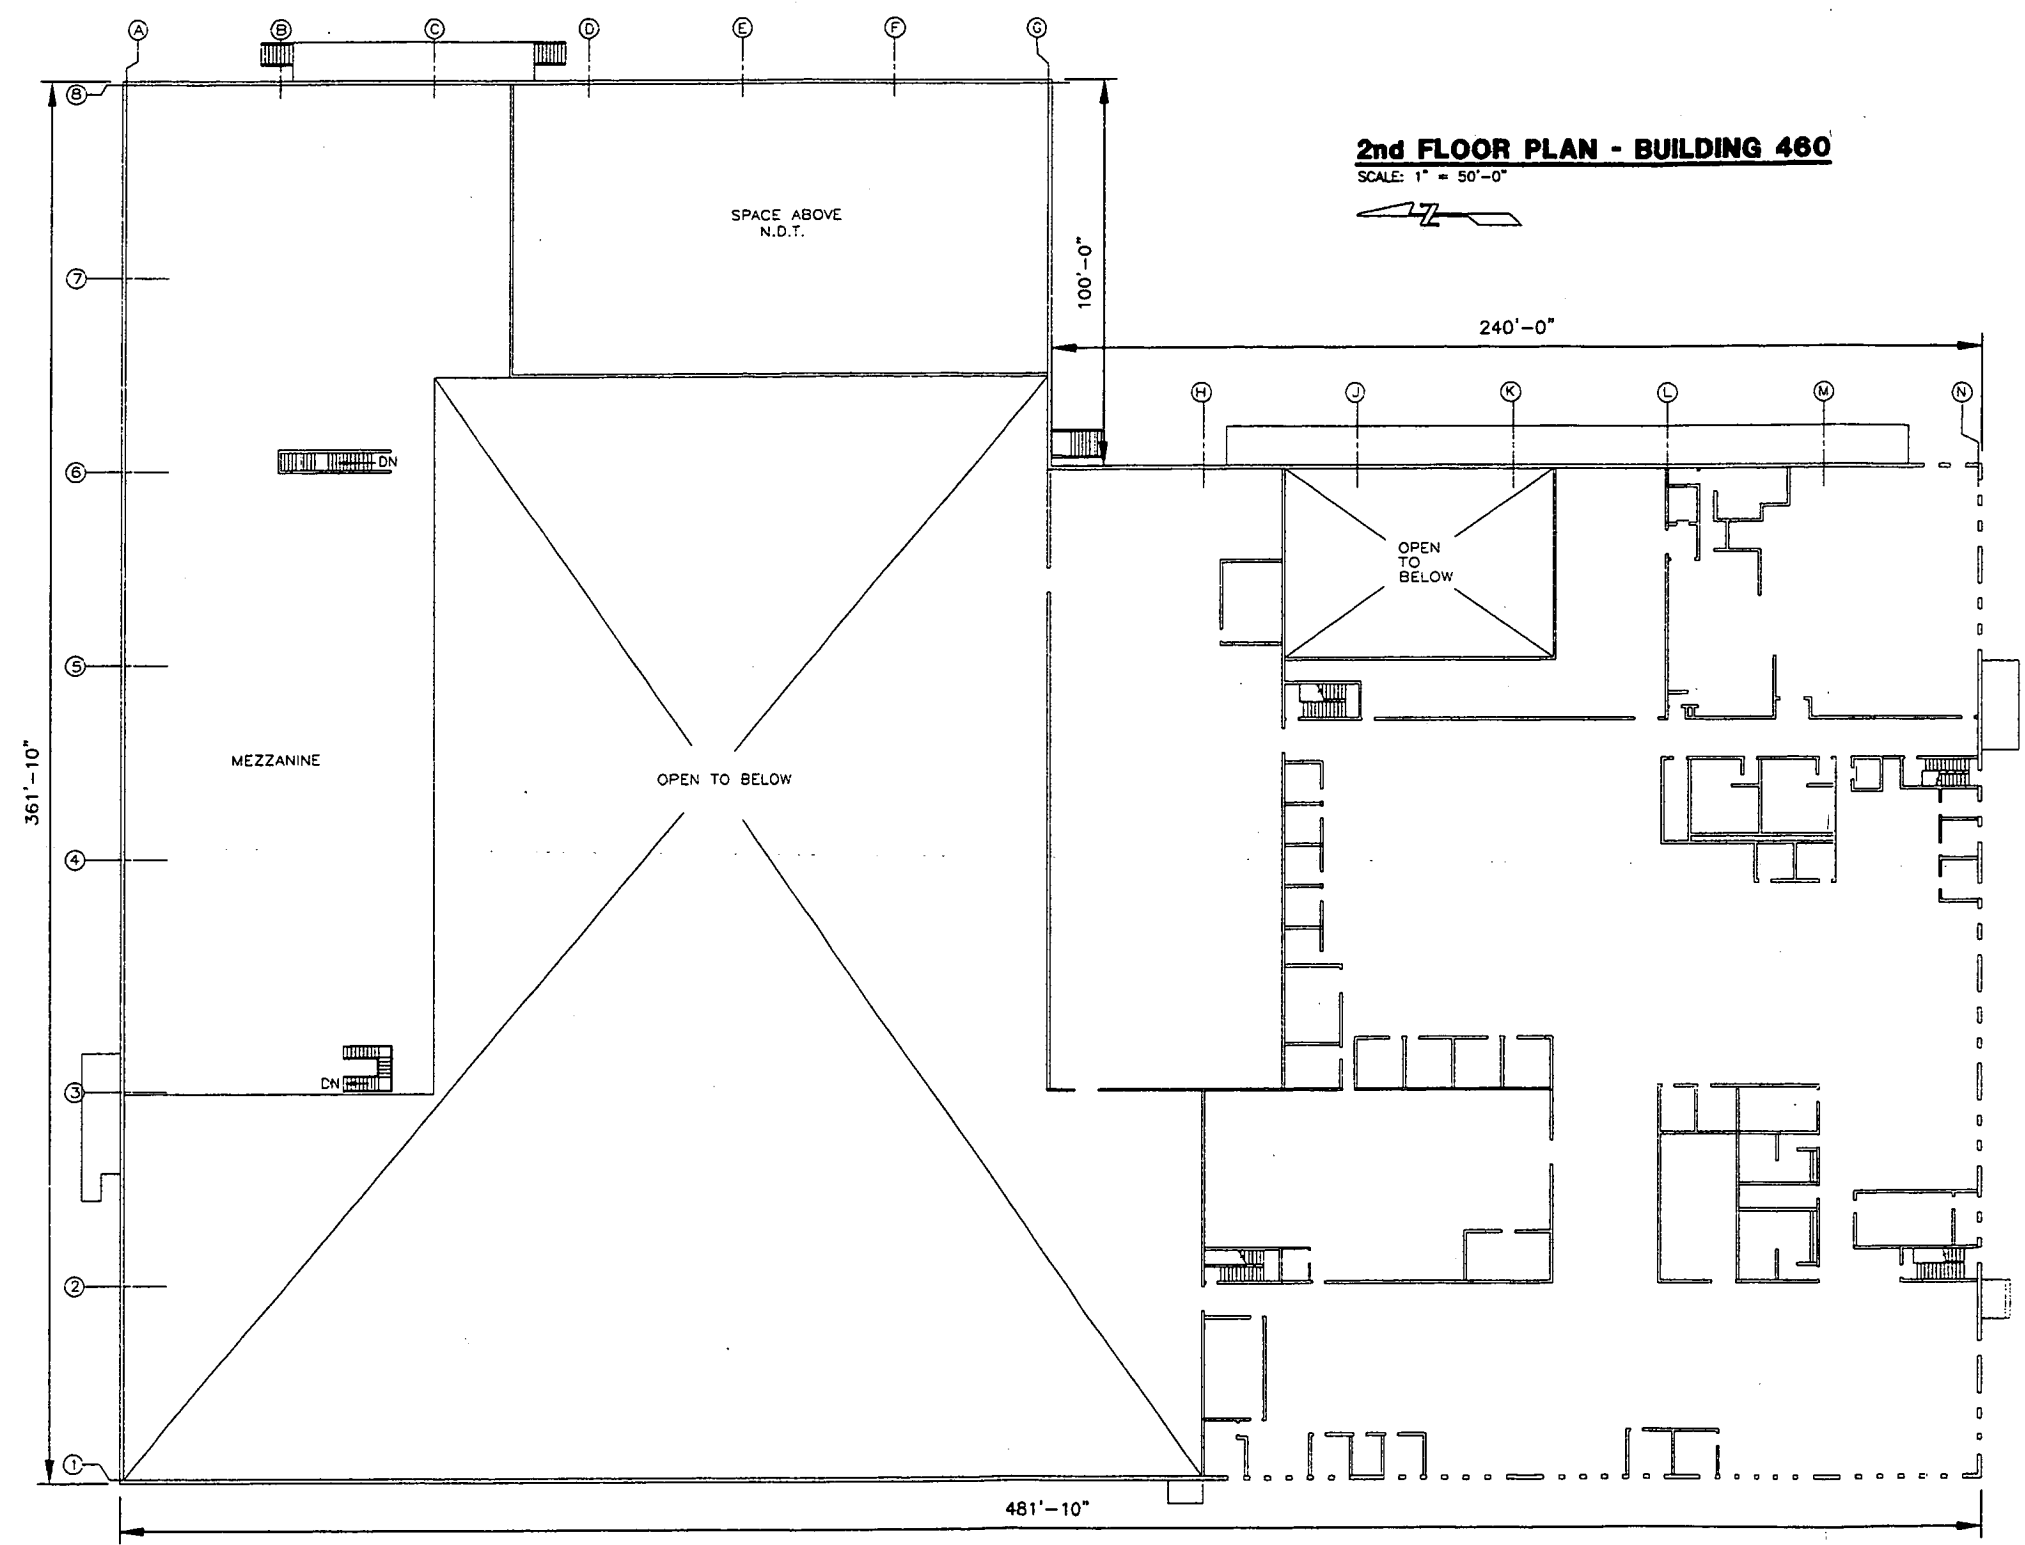 A
B
C
D
E
F
G
8
2nd FLOOR PLAN - BUILDING 460
SCALE: 1" = 50'-0"
N
SPACE ABOVE
N.D.T.
100'-0"
7
240'-0"
H
J
K
L
M
N
DN
6
OPEN
TO
BELOW
5
MEZZANINE
OPEN TO BELOW
361'-10"
4
DN
3
2
1
481'-10"